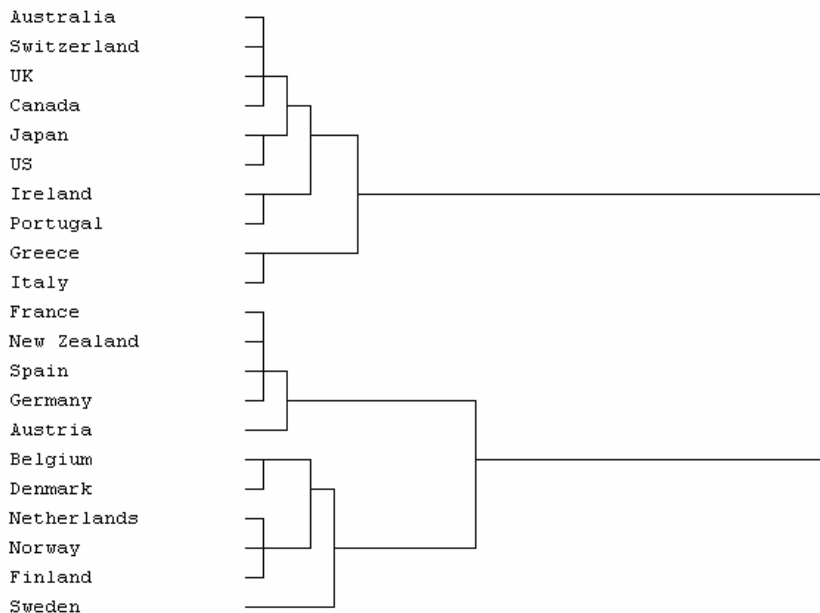 Australia
Switzerland
UK
Canada
Japan
US
Ireland
Portugal
Greece
Italy
France
New Zealand
Spain
Germany
Austria
Belgium
Denmark
Netherlands
Norway
Finland
Sweden